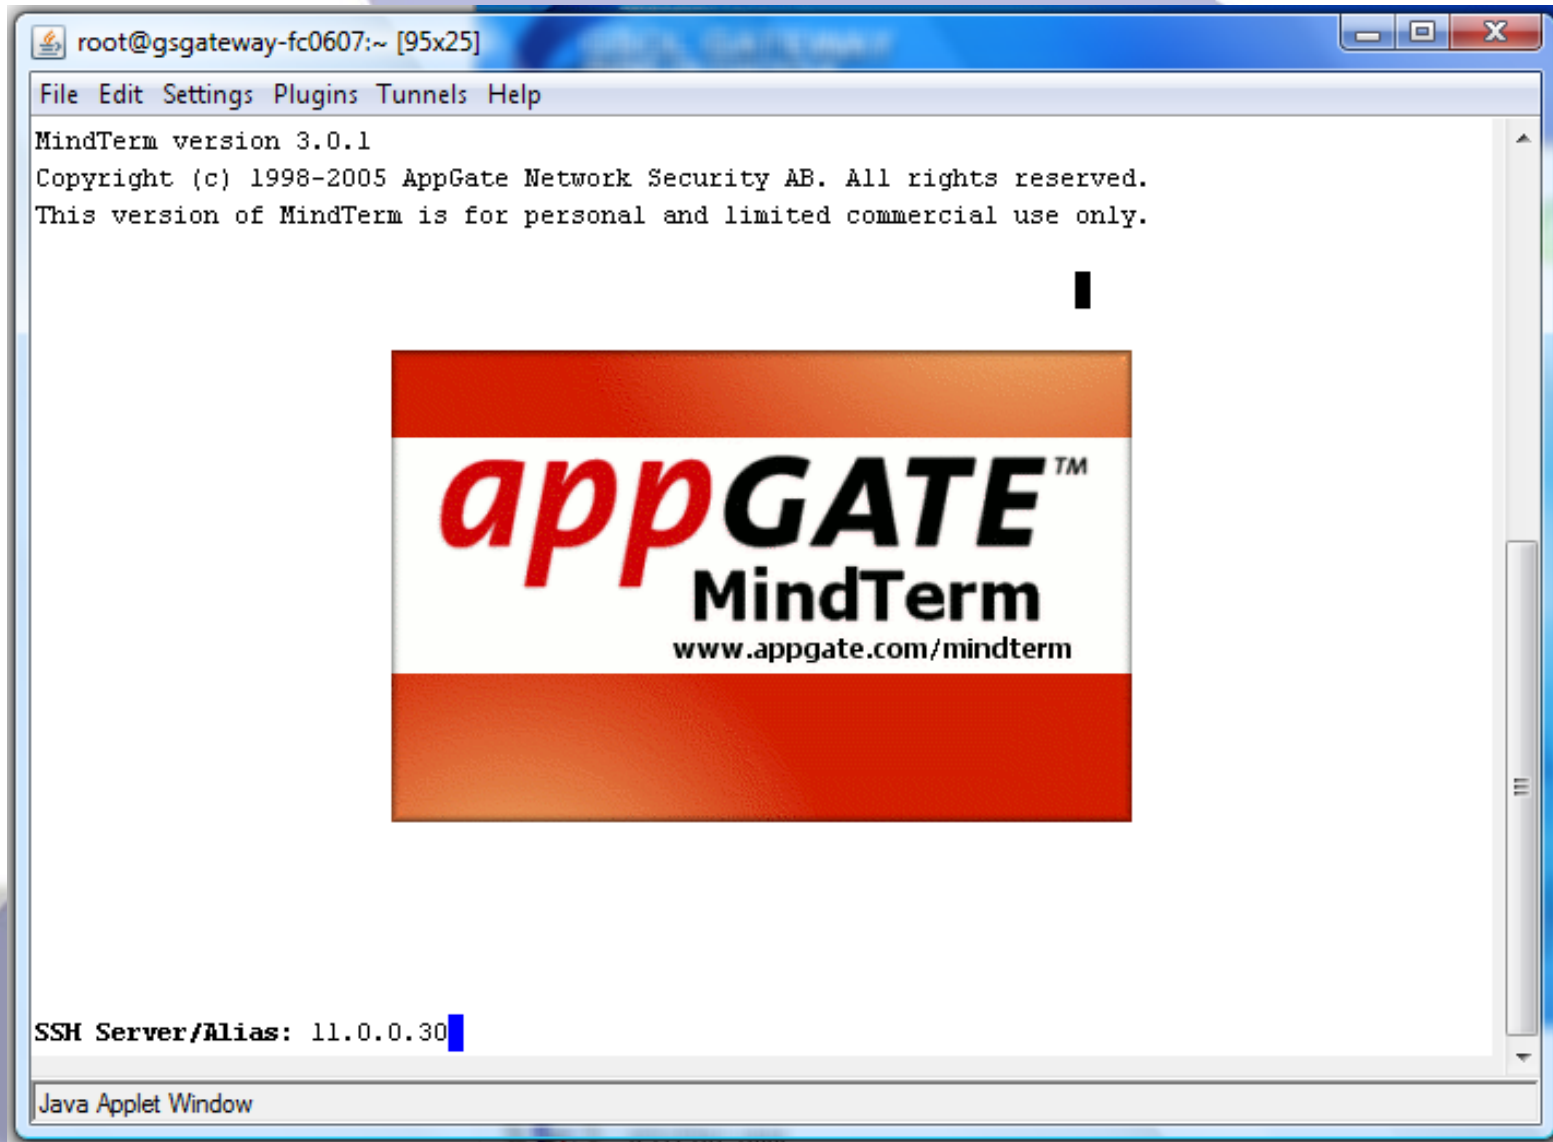 root@gsgateway-fc0607:~ [95x25]
File Edit Settings Plugins Tunnels Help
MindTerm version 3.0.1
Copyright (c) 1998-2005 AppGate Network Security AB. All rights reserved.
This version of MindTerm is for personal and limited commercial use only.
appGATE™
MindTerm
www.appgate.com/mindterm
SSH Server/Alias: 11.0.0.30
Java Applet Window